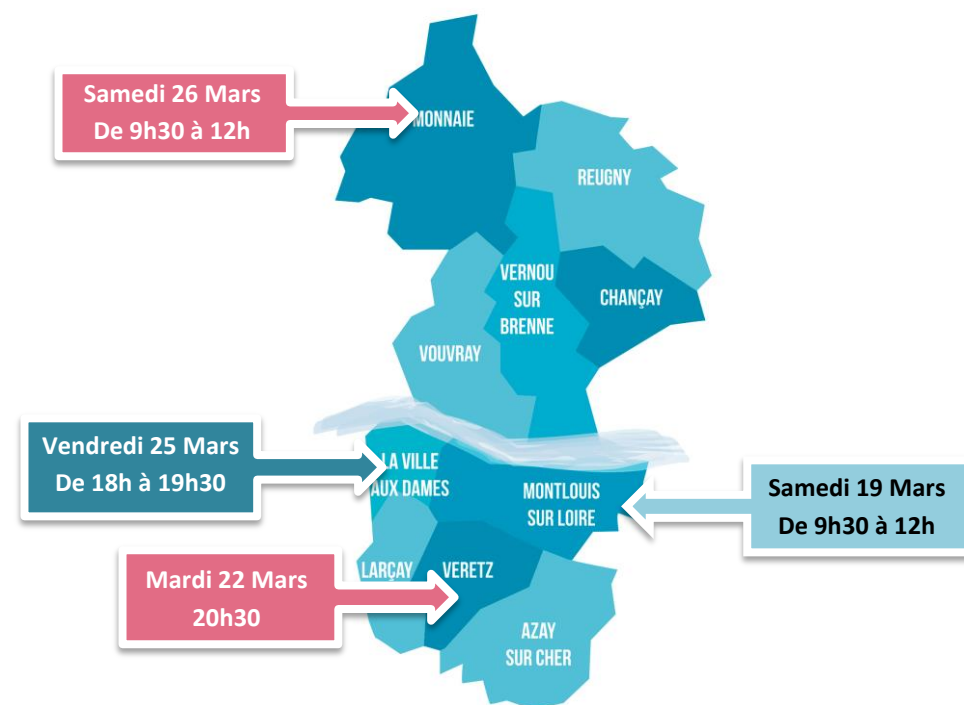 Samedi 26 Mars
De 9h30 à 12h
MONNAIE
REUGNY
VERNOU
SUR
BRENNE
CHANÇAY
VOUVRAY
Vendredi 25 Mars
De 18h à 19h30
LA VILLE
AUX DAMES
MONTLOUIS
SUR LOIRE
Samedi 19 Mars
De 9h30 à 12h
Mardi 22 Mars
20h30
LARÇAY
VERETZ
AZAY
SUR CHER